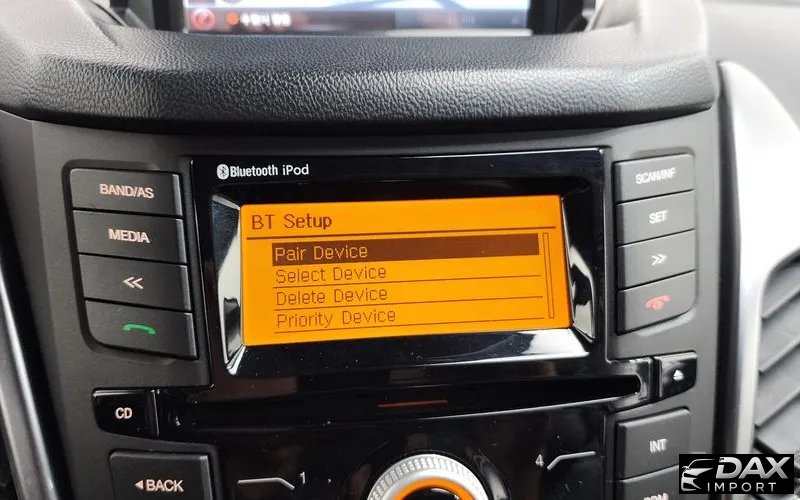 Bluetooth iPod
BAND/AS
MEDIA
CD
◄BACK
BT Setup
Pair Device
Select Device
Delete Device
Priority Device
SCAN/INF
SET
INT
1
4
DAX
IMPORT